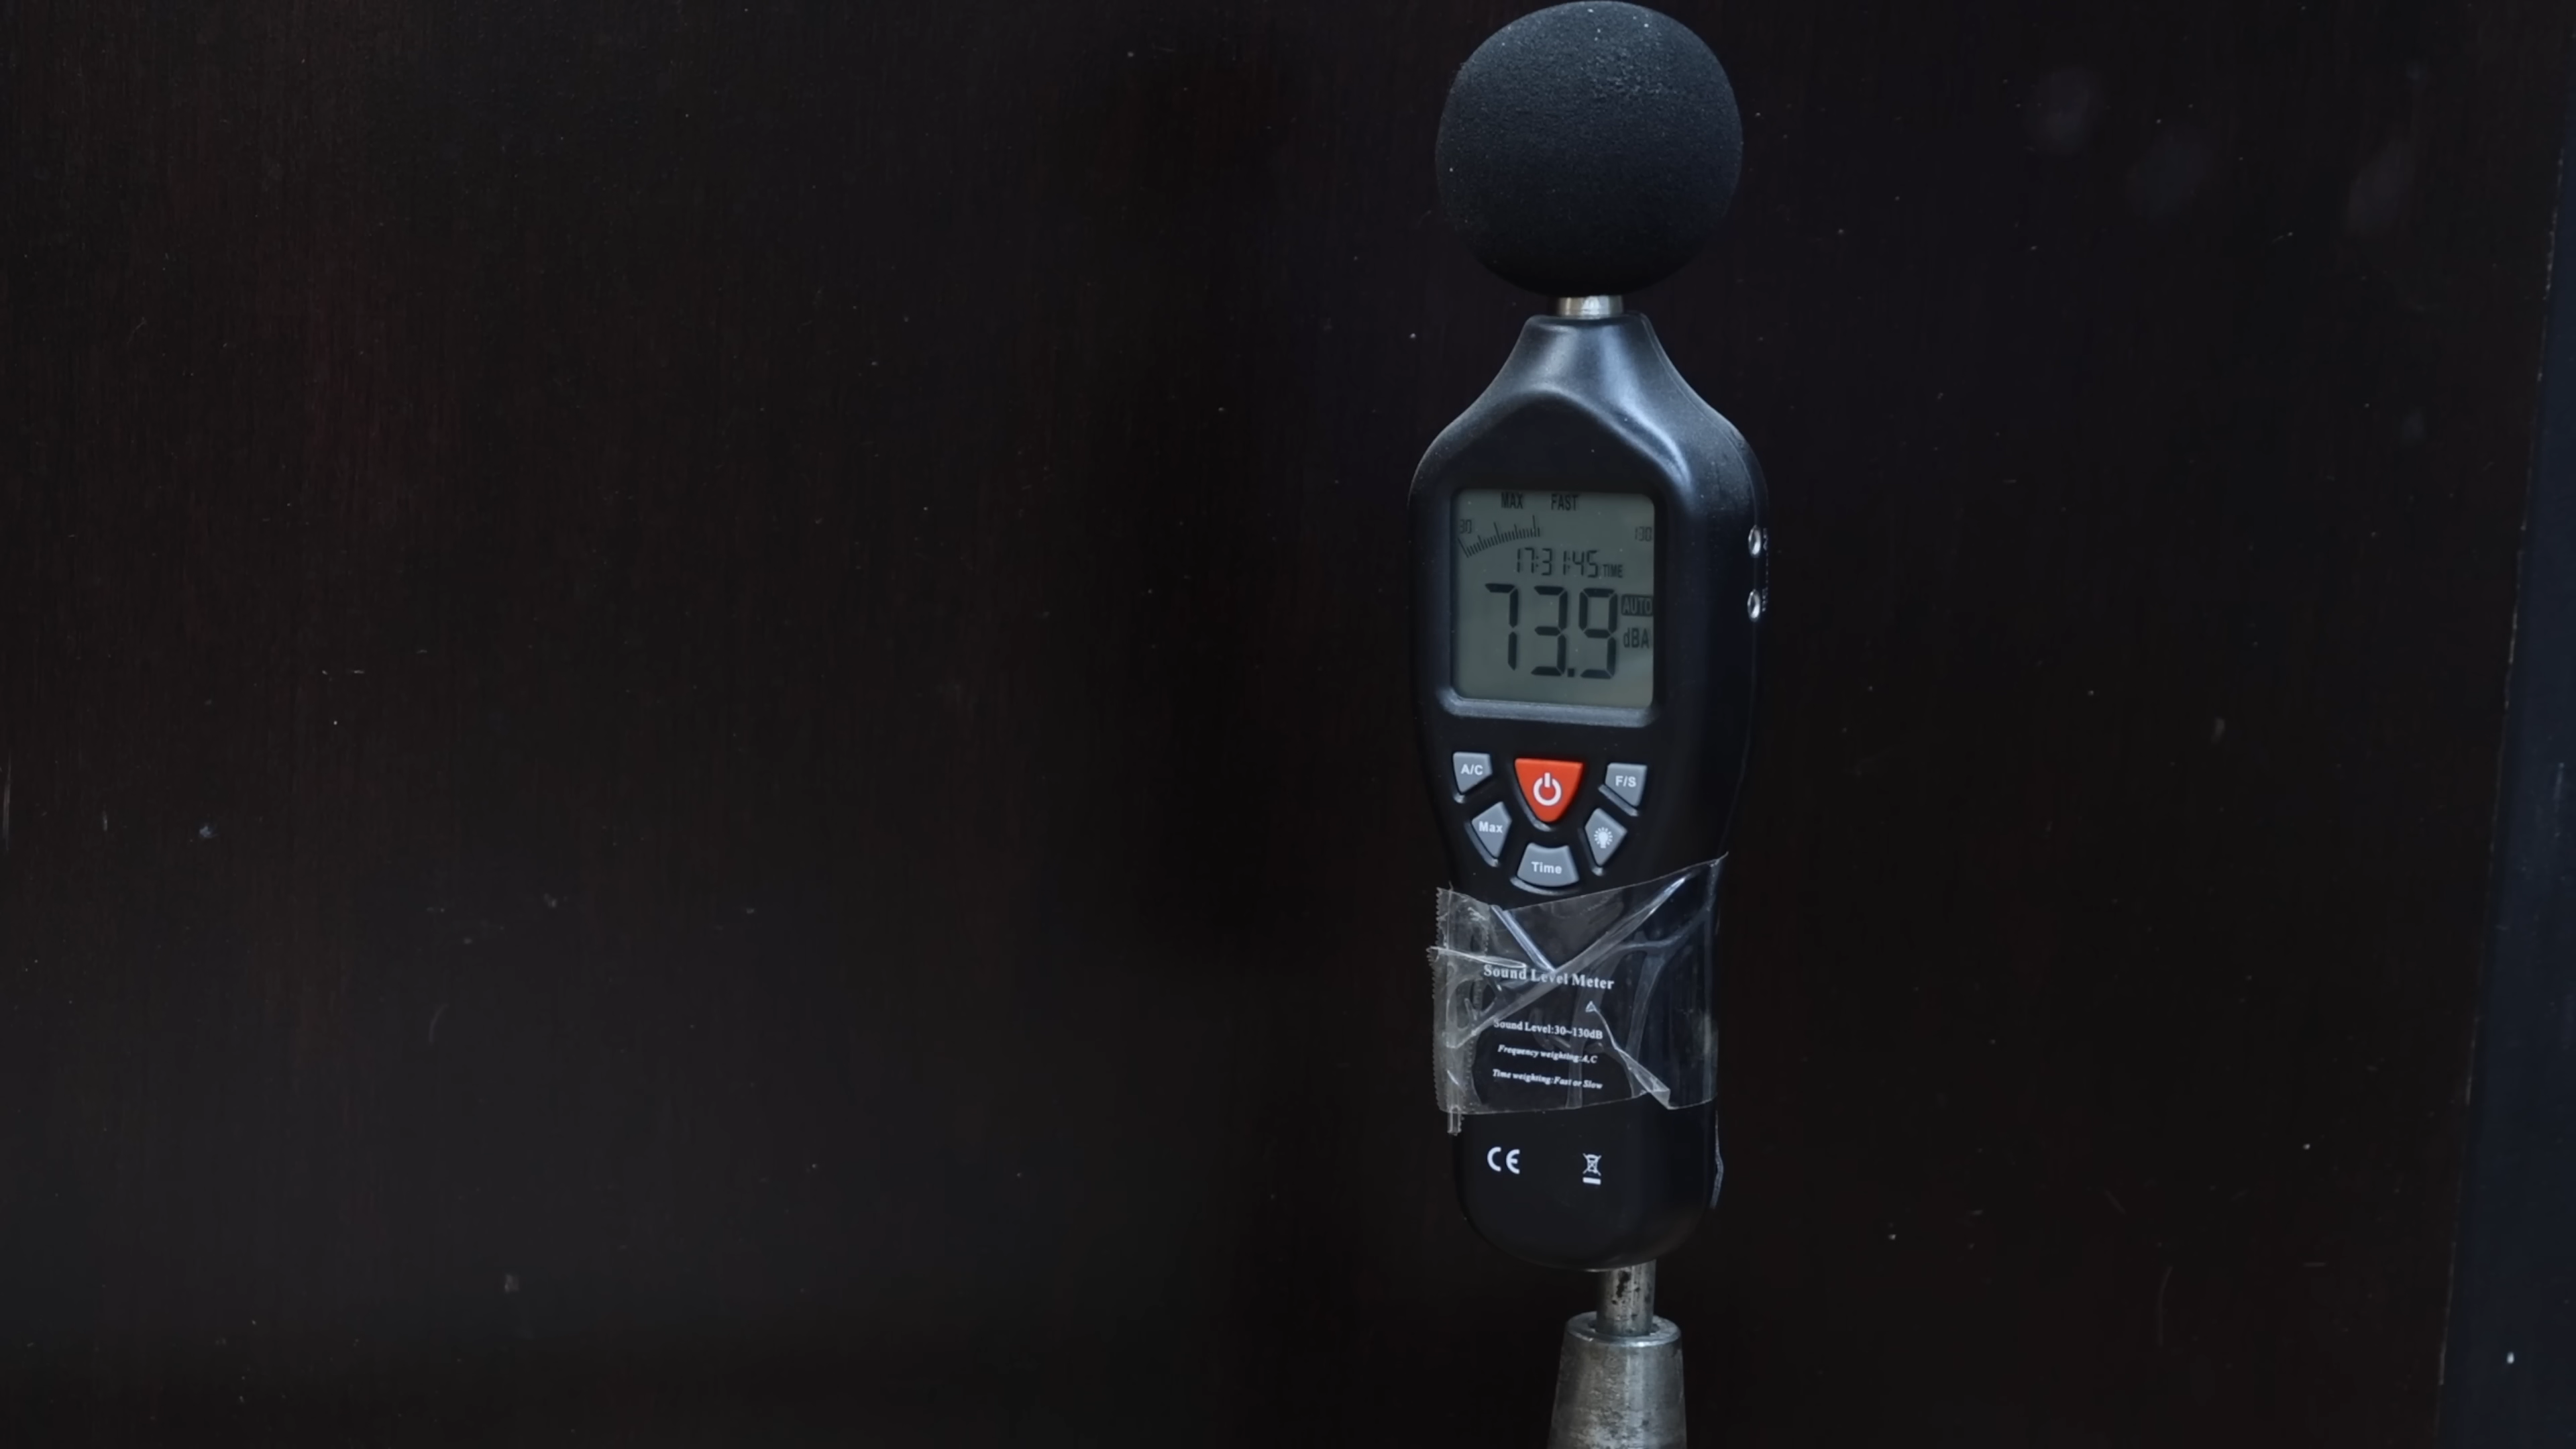 MAX FAST
30 130
17:31:45 TIME
AUTO
73.9 dBA
A/C F/S
Max
Time
Sound Level Meter
Sound Level:30~130dB
Frequency weighting:A,C
Time weighting:Fast or Slow
CE